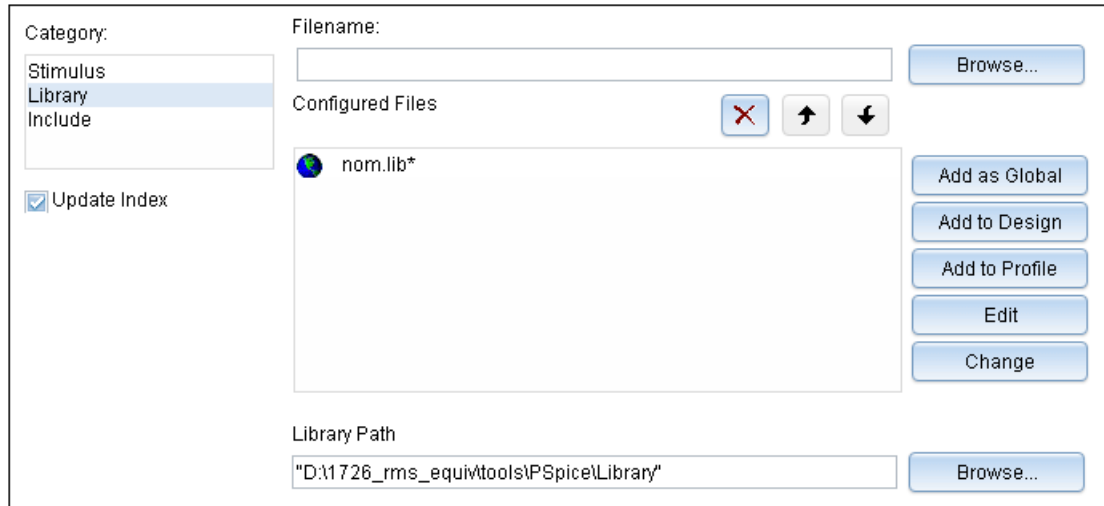 Category:
Stimulus
Library
Include
Update Index
Filename:
Browse...
Configured Files
nom.lib*
Add as Global
Add to Design
Add to Profile
Edit
Change
Library Path
"D:\1726_rms_equiv\tools\PSpice\Library"
Browse...